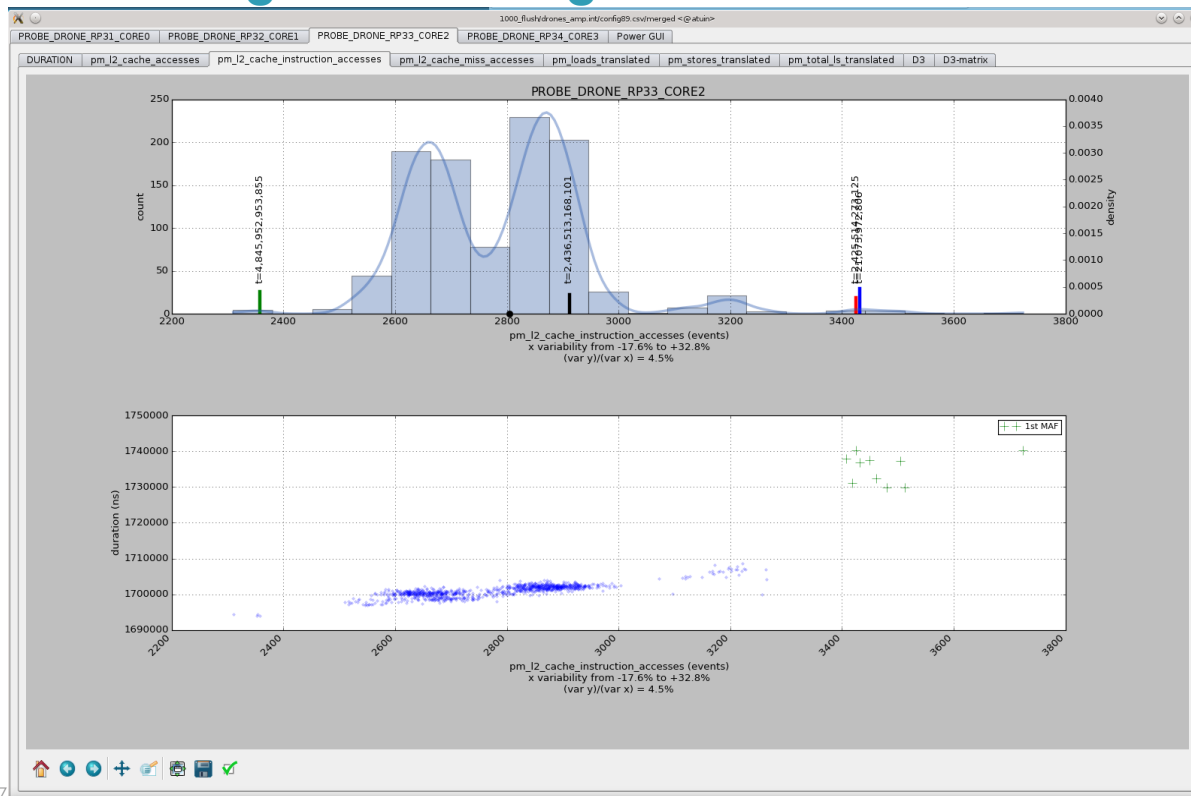 1000_flush/drones_amp.int/config89.csv/merged <@atuin>
PROBE_DRONE_RP31_CORE0 PROBE_DRONE_RP32_CORE1 PROBE_DRONE_RP33_CORE2 PROBE_DRONE_RP34_CORE3 Power GUI
DURATION pm_l2_cache_accesses pm_l2_cache_instruction_accesses pm_l2_cache_miss_accesses pm_loads_translated pm_stores_translated pm_total_ls_translated D3 D3-matrix
PROBE_DRONE_RP33_CORE2
250 0.0040
0.0035
200
0.0030
0.0025
150
0.0020
100
0.0015
0.0010
50
0.0005
0 0.0000
count
density
t=4,845,952,953,855
t=2,436,513,168,101
2200 2400 2600 2800 3000 3200 3400 3600 3800
pm_l2_cache_instruction_accesses (events)
x variability from -17.6% to +32.8%
(var y)/(var x) = 4.5%
1750000
1st MAF
1740000
1730000
1720000
1710000
1700000
1690000
duration (ns)
2200 2400 2600 2800 3000 3200 3400 3600 3800
pm_l2_cache_instruction_accesses (events)
x variability from -17.6% to +32.8%
(var y)/(var x) = 4.5%
7